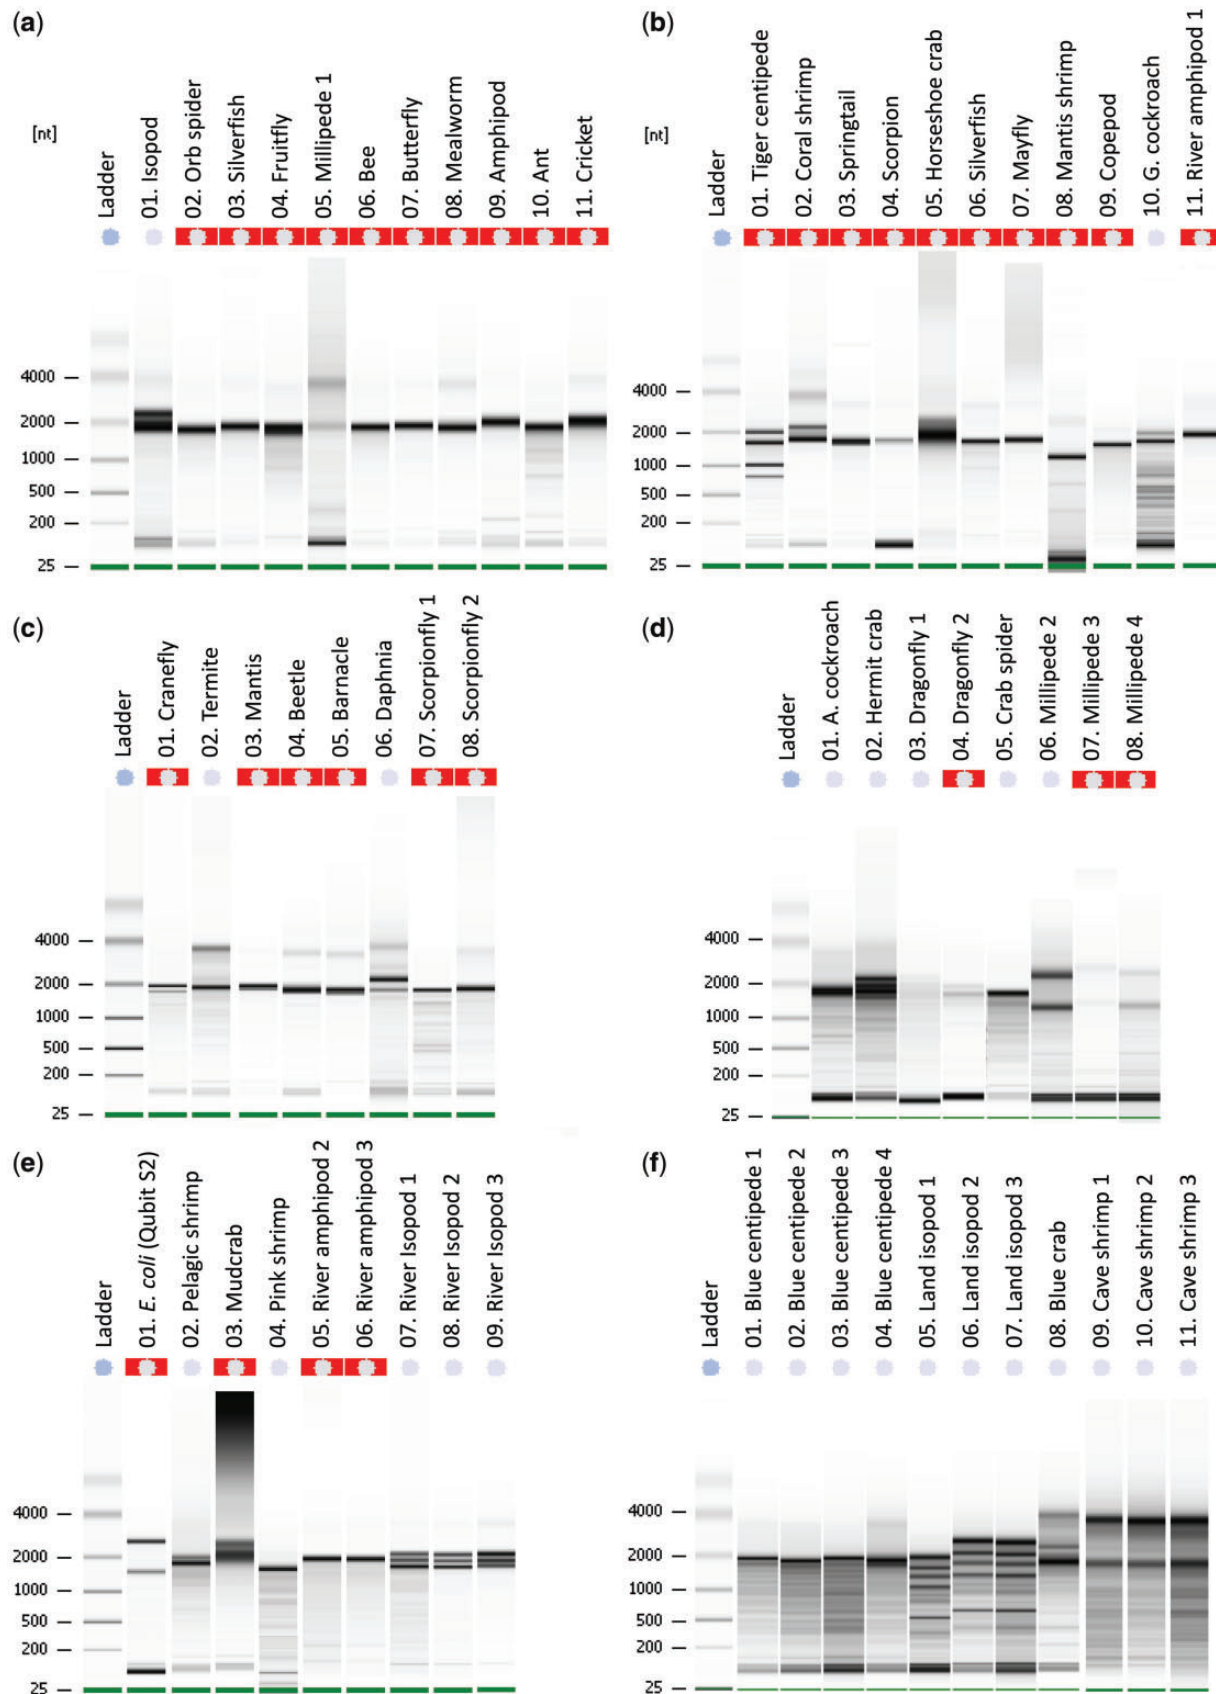 (a)
[nt]
Ladder
01. Isopod
02. Orb spider
03. Silverfish
04. Fruitfly
05. Millipede 1
06. Bee
07. Butterfly
08. Mealworm
09. Amphipod
10. Ant
11. Cricket
4000
2000
1000
500
200
25
(b)
[nt]
Ladder
01. Tiger centipede
02. Coral shrimp
03. Springtail
04. Scorpion
05. Horseshoe crab
06. Silverfish
07. Mayfly
08. Mantis shrimp
09. Copepod
10. G. cockroach
11. River amphipod 1
4000
2000
1000
500
200
25
(c)
Ladder
01. Cranefly
02. Termite
03. Mantis
04. Beetle
05. Barnacle
06. Daphnia
07. Scorpionfly 1
08. Scorpionfly 2
4000
2000
1000
500
200
25
(d)
Ladder
01. A. cockroach
02. Hermit crab
03. Dragonfly 1
04. Dragonfly 2
05. Crab spider
06. Millipede 2
07. Millipede 3
08. Millipede 4
4000
2000
1000
500
200
25
(e)
Ladder
01. E. coli (Qubit S2)
02. Pelagic shrimp
03. Mudcrab
04. Pink shrimp
05. River amphipod 2
06. River amphipod 3
07. River Isopod 1
08. River Isopod 2
09. River Isopod 3
4000
2000
1000
500
200
25
(f)
Ladder
01. Blue centipede 1
02. Blue centipede 2
03. Blue centipede 3
04. Blue centipede 4
05. Land isopod 1
06. Land isopod 2
07. Land isopod 3
08. Blue crab
09. Cave shrimp 1
10. Cave shrimp 2
11. Cave shrimp 3
4000
2000
1000
500
200
25